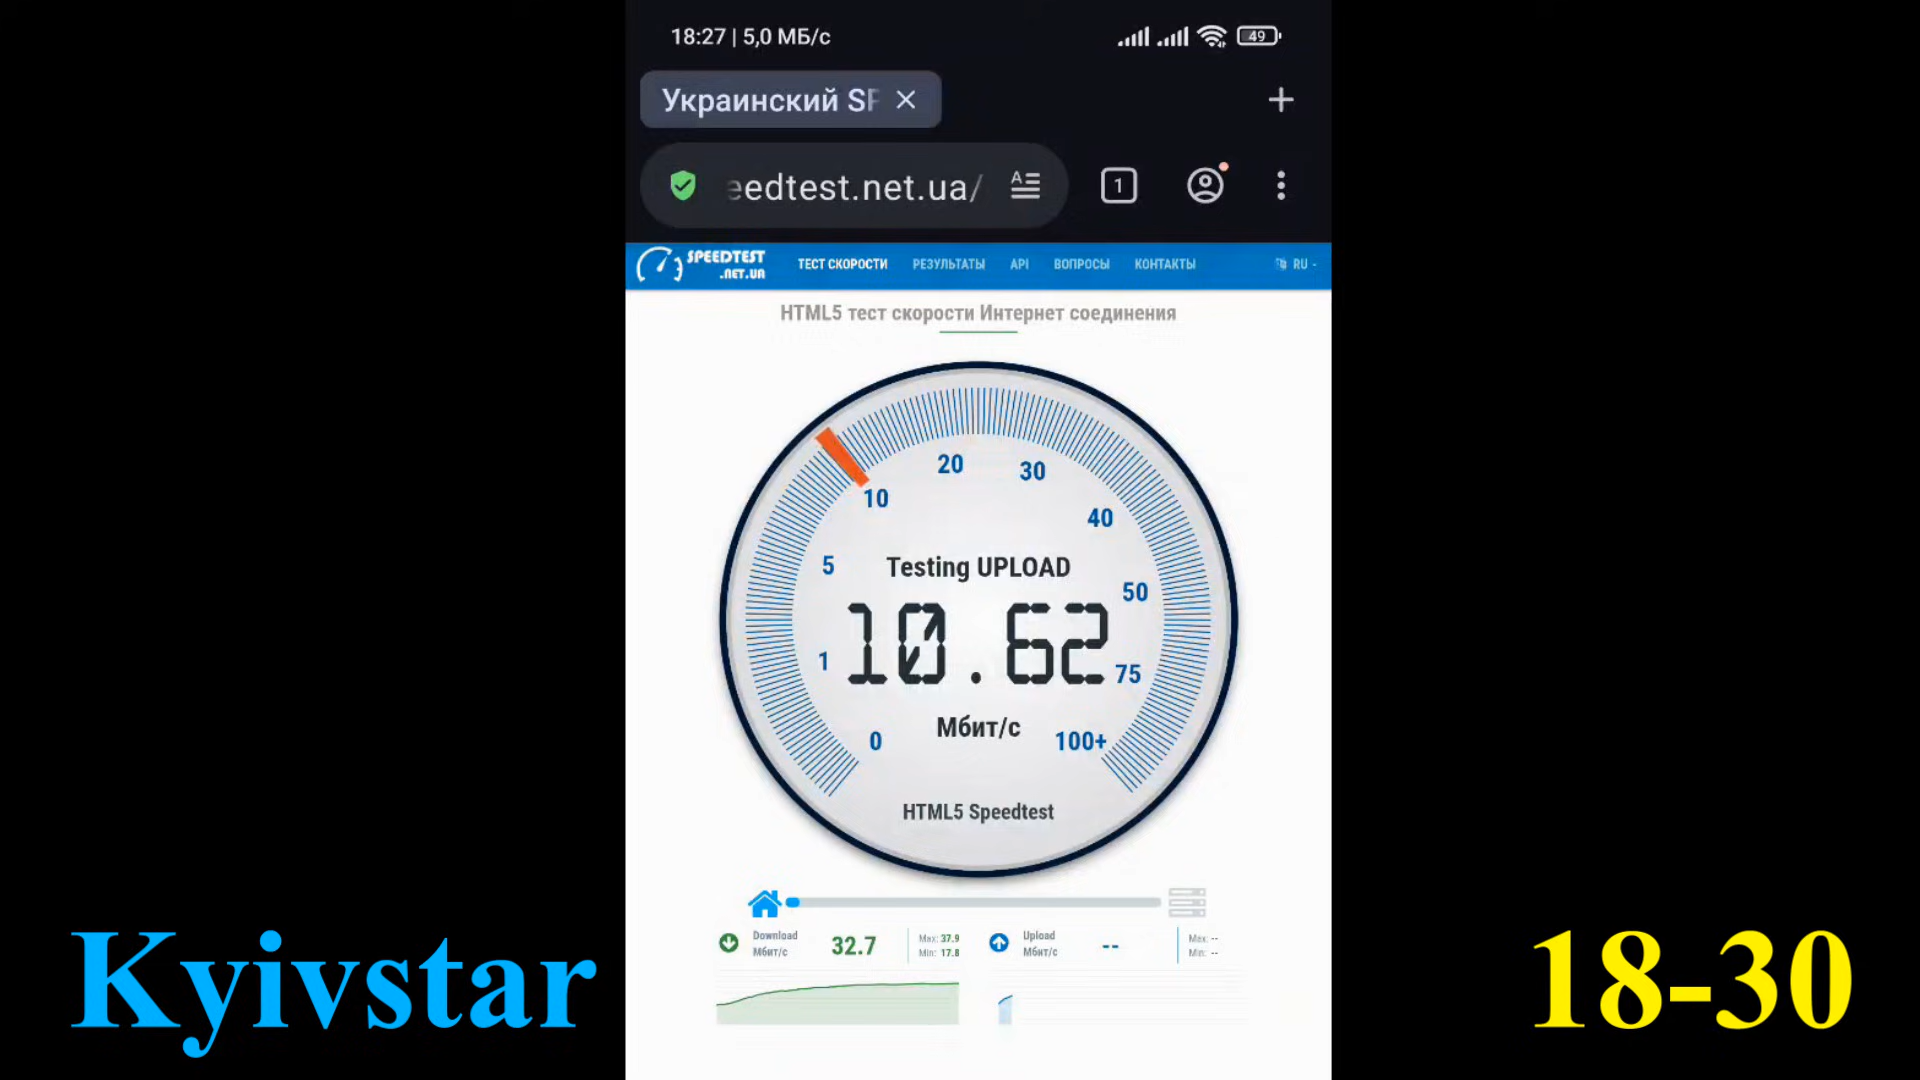 18:27 | 5,0 МБ/с
49
Украинский SP
eedtest.net.ua/
1
SPEEDTEST
.NET.UA
ТЕСТ СКОРОСТИ
РЕЗУЛЬТАТЫ
API
ВОПРОСЫ
КОНТАКТЫ
RU
HTML5 тест скорости Интернет соединения
20
30
10
40
5
Testing UPLOAD
50
10.62
1
75
Мбит/с
0
100+
HTML5 Speedtest
Download
Мбит/с
32.7
Max: 37.9
Min: 17.8
Upload
Мбит/с
--
Max: --
Min: --
Kyivstar
18-30